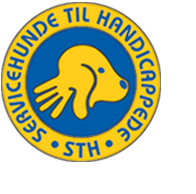 SERVICEHUNDE TIL HANDICAPPEDE
• STH •